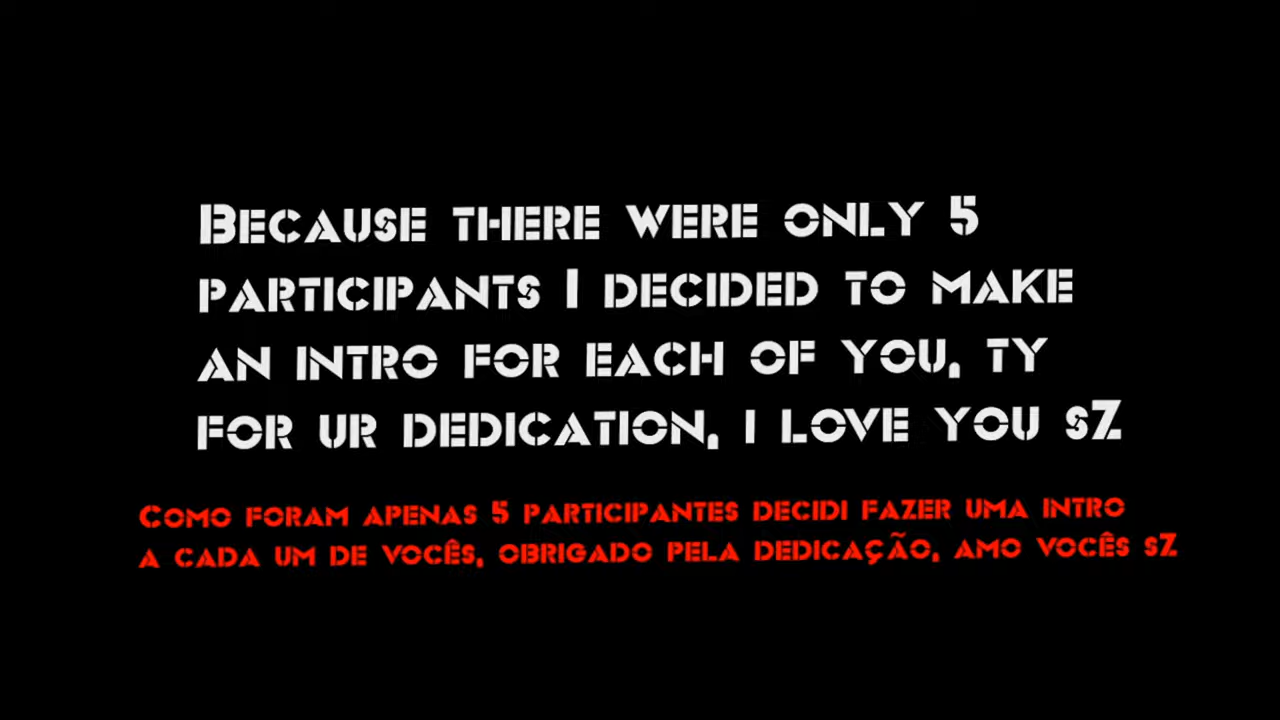 Because there were only 5
participants I decided to make
an intro for each of you, ty
for ur dedication, i love you sZ
Como foram apenas 5 participantes decidi fazer uma intro
a cada um de vocês, obrigado pela dedicação, amo vocês sZ